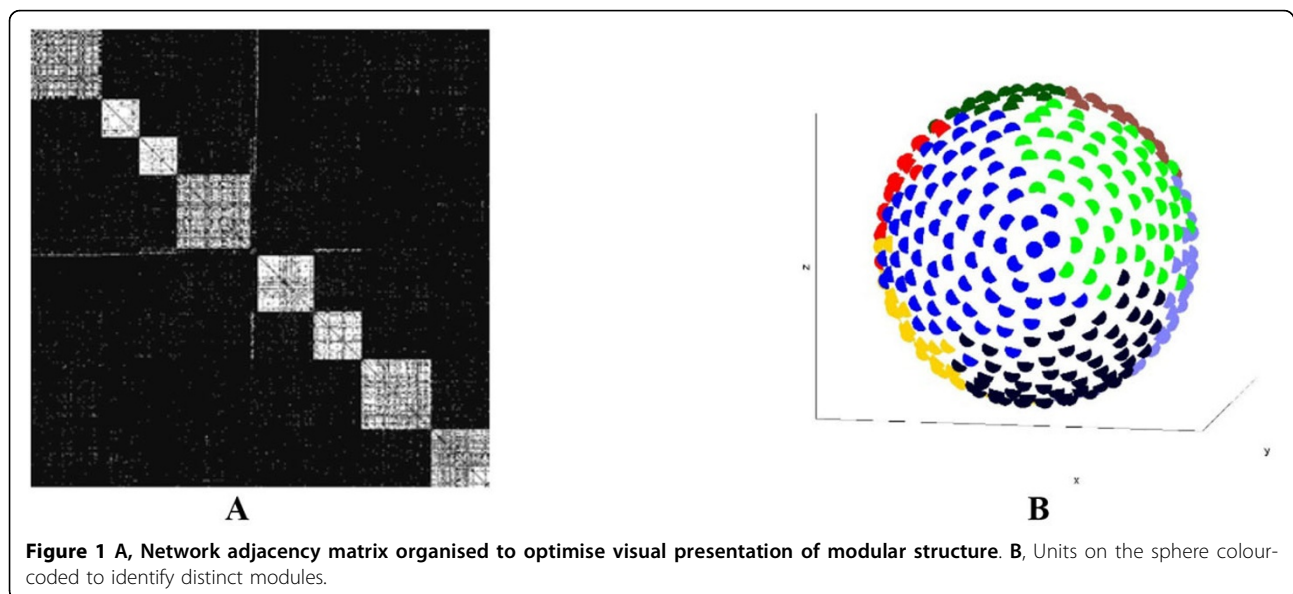 z
y
x
A
B
Figure 1 A, Network adjacency matrix organised to optimise visual presentation of modular structure. B, Units on the sphere colour-
coded to identify distinct modules.